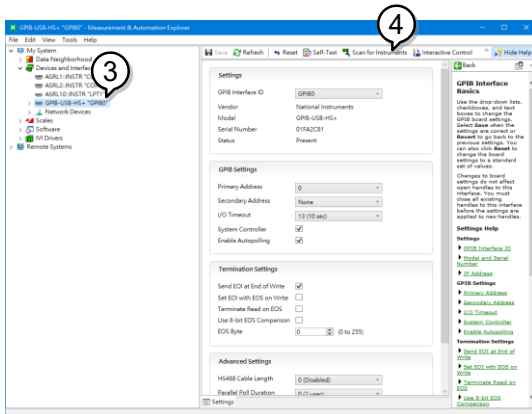 GPIB-USB-HS+ "GPIB0" - Measurement & Automation Explorer
File Edit View Tools Help
4
My System
Data Neighborhood
Devices and Interfac
ASRL1::INSTR "CO
ASRL2::INSTR "CO
ASRL10::INSTR "LPT1"
GPIB-USB-HS+ "GPIB0"
Network Devices
Scales
Software
IVI Drivers
Remote Systems
3
Save Refresh Reset Self-Test Scan for Instruments Interactive Control » Hide Help
Settings
GPIB Interface ID GPIB0
Vendor National Instruments
Model GPIB-USB-HS+
Serial Number 01FA2C81
Status Present
GPIB Settings
Primary Address 0
Secondary Address None
I/O Timeout 13 (10 sec)
System Controller
Enable Autopolling
Termination Settings
Send EOI at End of Write
Set EOI with EOS on Write
Terminate Read on EOS
Use 8-bit EOS Comparison
EOS Byte 0 (0 to 255)
Advanced Settings
HS488 Cable Length 0 (Disabled)
Parallel Poll Duration 0 (2 usec)
Settings
Back
GPIB Interface
Basics
Use the drop-down lists,
checkboxes, and text
boxes to change the
GPIB board settings.
Select Save when the
settings are correct or
Revert to go back to the
previous settings. You
can also click Reset to
change the board
settings to a standard
set of values.
Changes to board
settings do not affect
open handles to this
interface. You must
close all existing
handles to this interface
before the settings are
applied to new handles.
Settings Help
Settings
GPIB Interface ID
Model and Serial
Number
IP Address
GPIB Settings
Primary Address
Secondary Address
I/O Timeout
System Controller
Enable Autopolling
Termination Settings
Send EOI at End of
Write
Set EOI with EOS on
Write
Terminate Read on
EOS
Use 8-bit EOS
Comparison